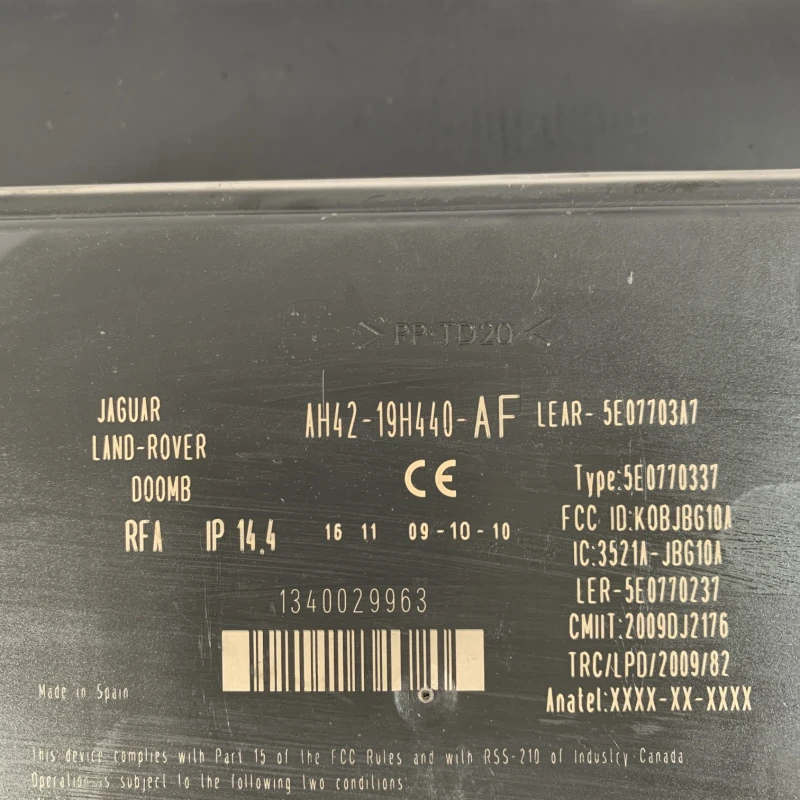 >PP-TD20<
JAGUAR
LAND-ROVER
DOOMB
RFA IP 14.4
AH42-19H440-AF
LEAR- 5E07703A7
CE
16 11 09-10-10
Type:5E0770337
FCC ID:KOBJBG10A
IC:3521A-JBG10A
LER-5E0770237
CMIIT:2009DJ2176
TRC/LPD/2009/82
Anatel:XXXX-XX-XXXX
1340029963
Made in Spain
This device complies with Part 15 of the FCC Rules and with RSS-210 of Industry Canada
Operation is subject to the following two conditions: